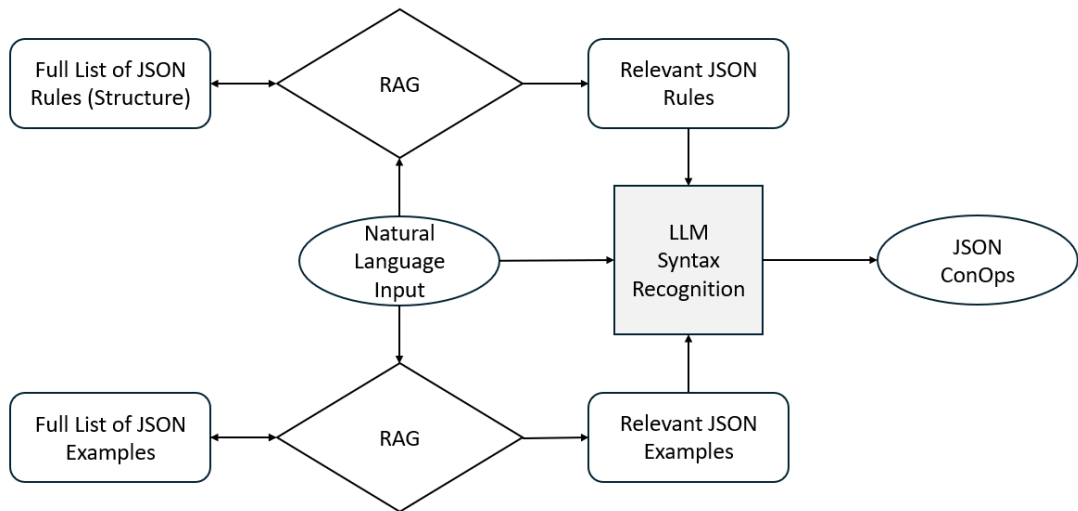 Full List of JSON
Rules (Structure)
RAG
Relevant JSON
Rules
Natural
Language
Input
LLM
Syntax
Recognition
JSON
ConOps
Full List of JSON
Examples
RAG
Relevant JSON
Examples